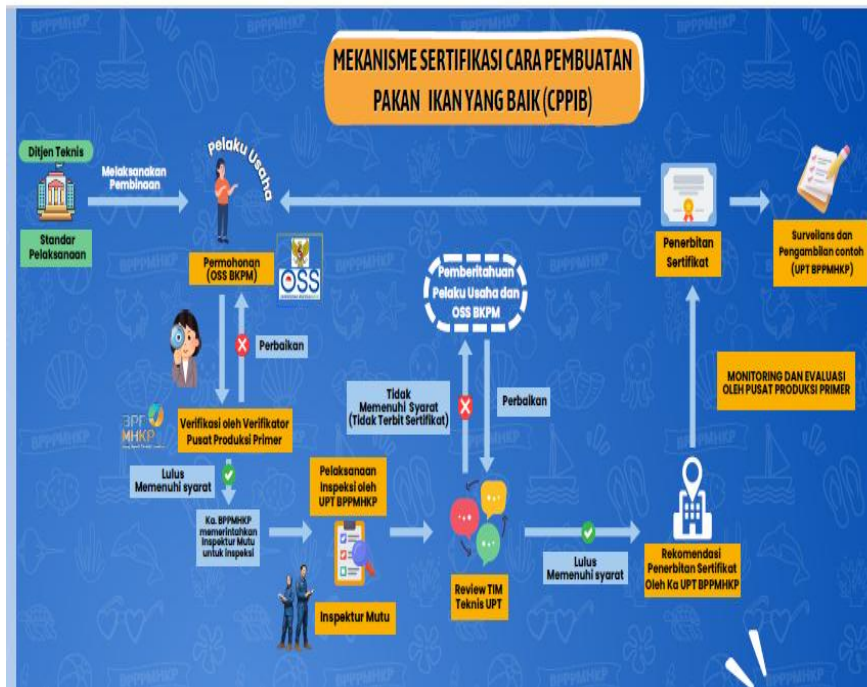 MEKANISME SERTIFIKASI CARA PEMBUATAN
PAKAN IKAN YANG BAIK (CPPIB)
Ditjen Teknis
Standar
Pelaksanaan
Melaksanakan
Pembinaan
Pelaku Usaha
Permohonan
(OSS BKPM)
OSS
Perbaikan
Verifikasi oleh Verifikator
Pusat Produksi Primer
Lulus
Memenuhi syarat
Ka. BPPMHKP
memerintahkan
Inspektur Mutu
untuk Inspeksi
Pelaksanaan
Inspeksi oleh
UPT BPPMHKP
Inspektur Mutu
Pemberitahuan
Pelaku Usaha dan
OSS BKPM
Tidak
Memenuhi Syarat
(Tidak Terbit Sertifikat)
Perbaikan
Review TIM
Teknis UPT
Lulus
Memenuhi syarat
Rekomendasi
Penerbitan Sertifikat
Oleh Ka UPT BPPMHKP
MONITORING DAN EVALUASI
OLEH PUSAT PRODUKSI PRIMER
Penerbitan
Sertifikat
Surveilans dan
Pengambilan contoh
(UPT BPPMHKP)
BPPMHKP